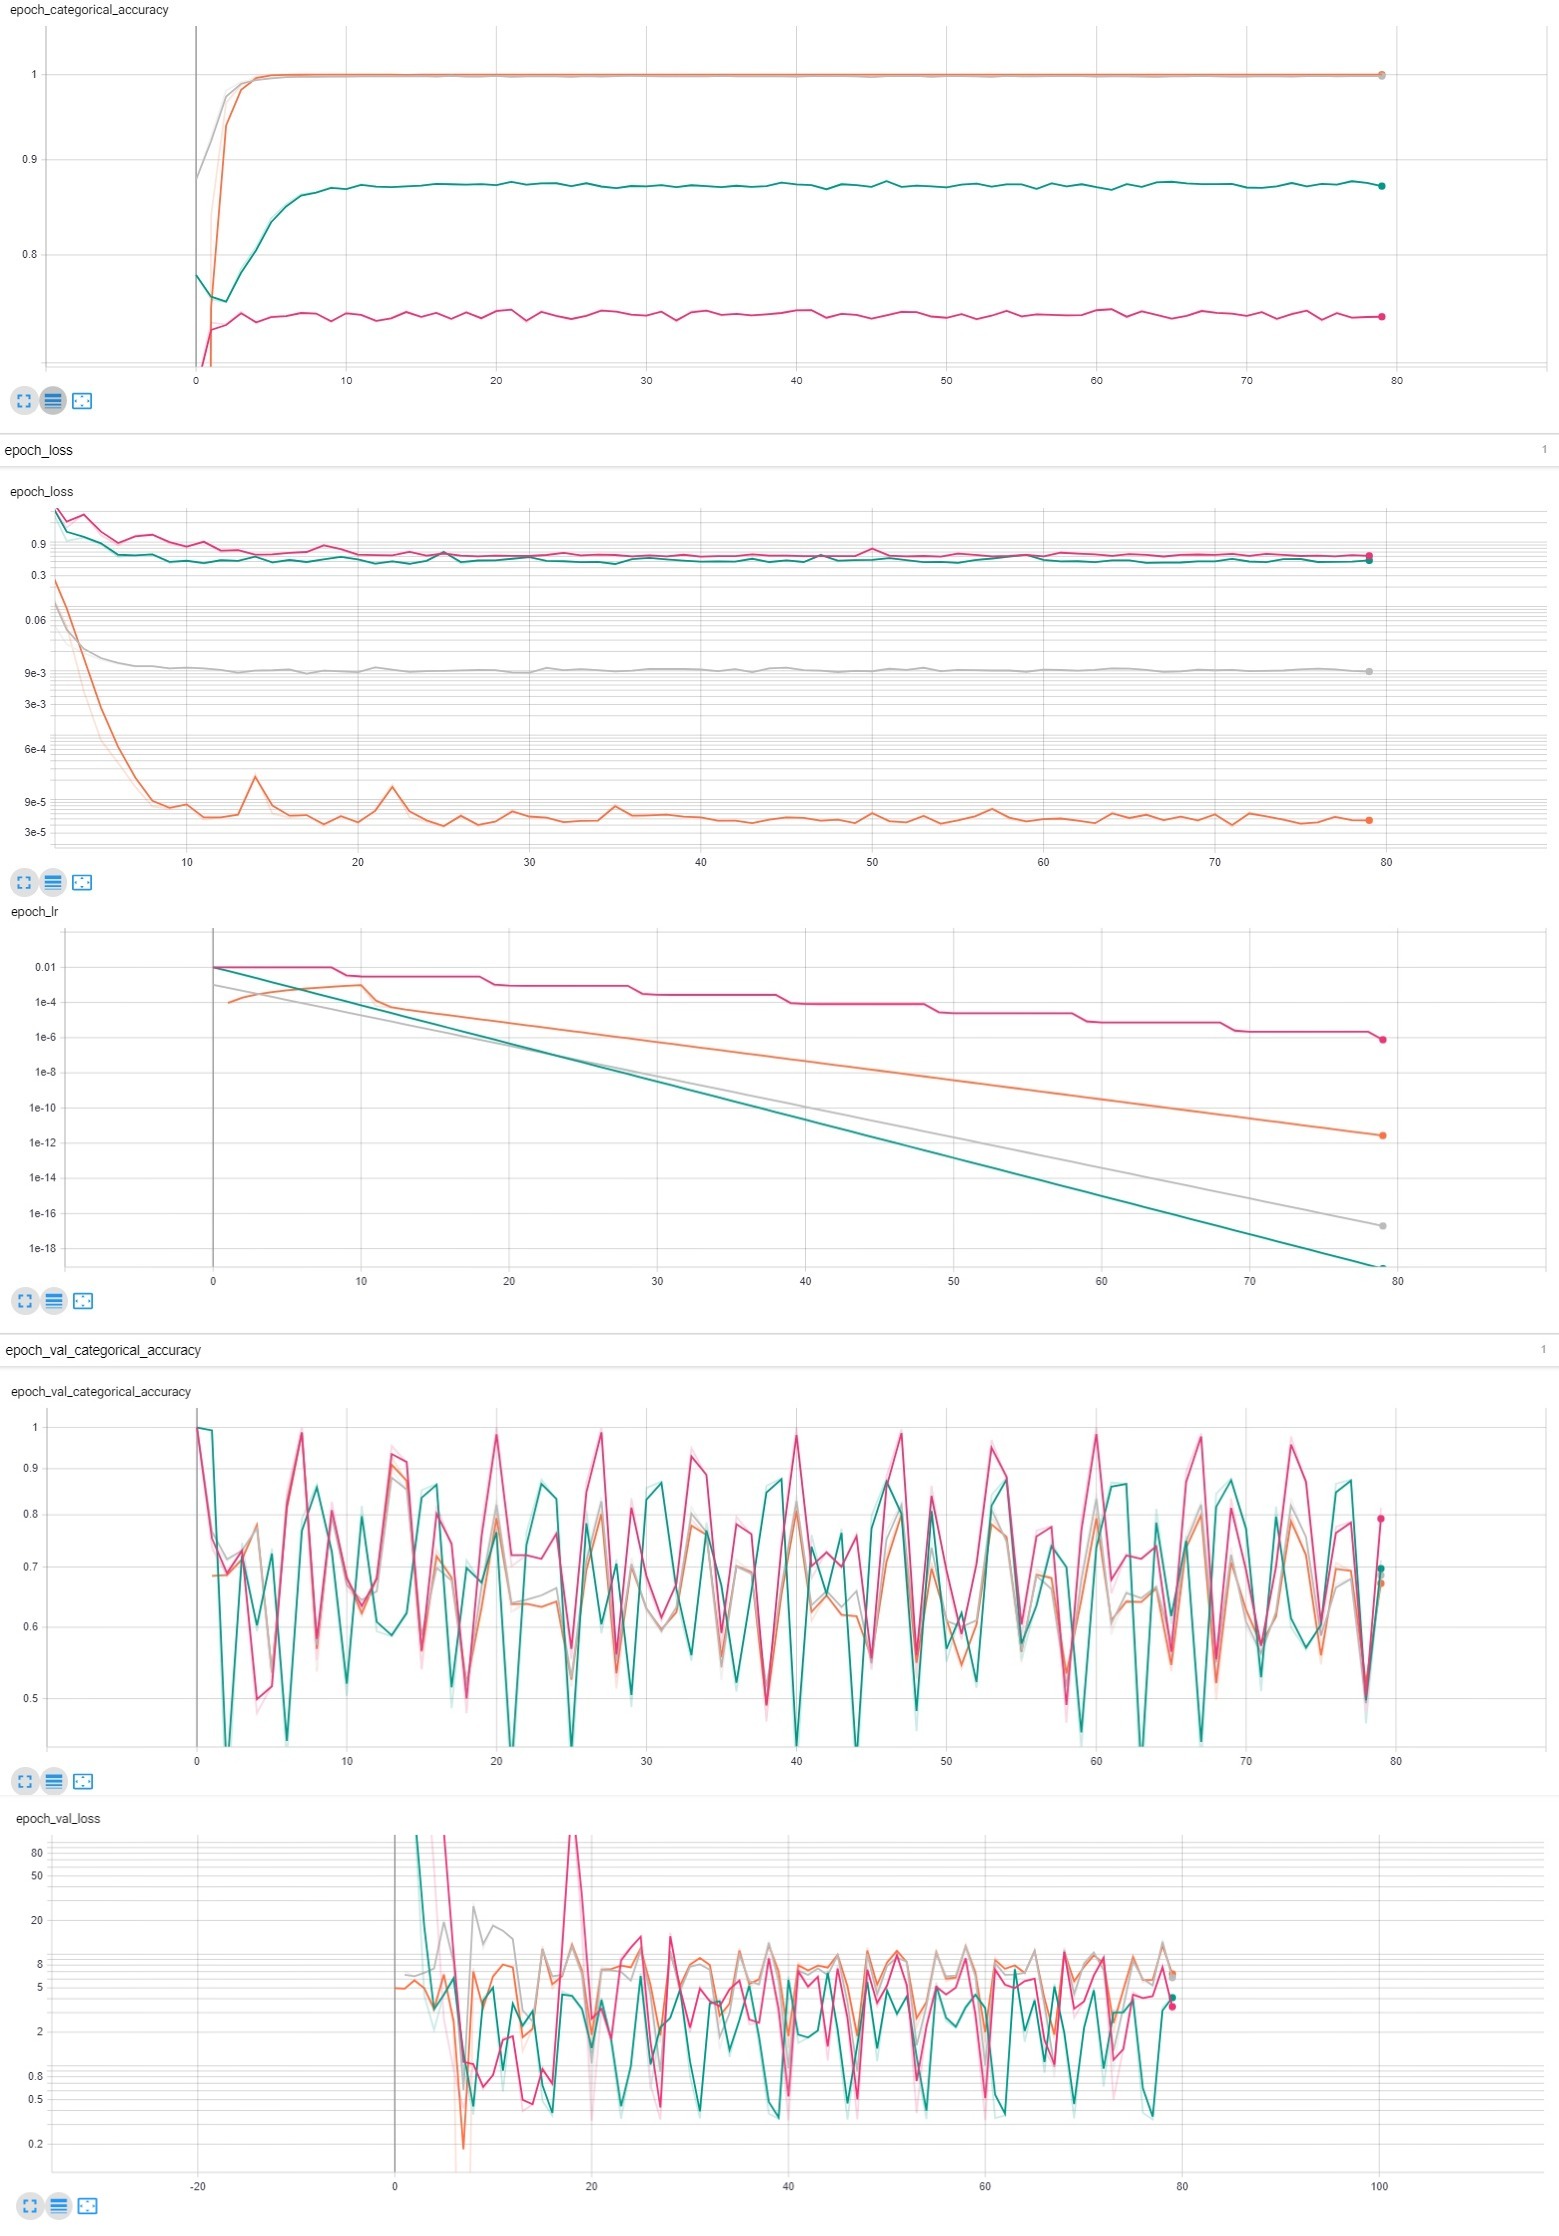 epoch_categorical_accuracy
1
0.9
0.8
0 10 20 30 40 50 60 70 80
epoch_loss 1
epoch_loss
0.9
0.3
0.06
9e-3
3e-3
6e-4
9e-5
3e-5
10 20 30 40 50 60 70 80
epoch_lr
0.01
1e-4
1e-6
1e-8
1e-10
1e-12
1e-14
1e-16
1e-18
0 10 20 30 40 50 60 70 80
epoch_val_categorical_accuracy 1
epoch_val_categorical_accuracy
1
0.9
0.8
0.7
0.6
0.5
0 10 20 30 40 50 60 70 80
epoch_val_loss
80
50
20
8
5
2
0.8
0.5
0.2
-20 0 20 40 60 80 100